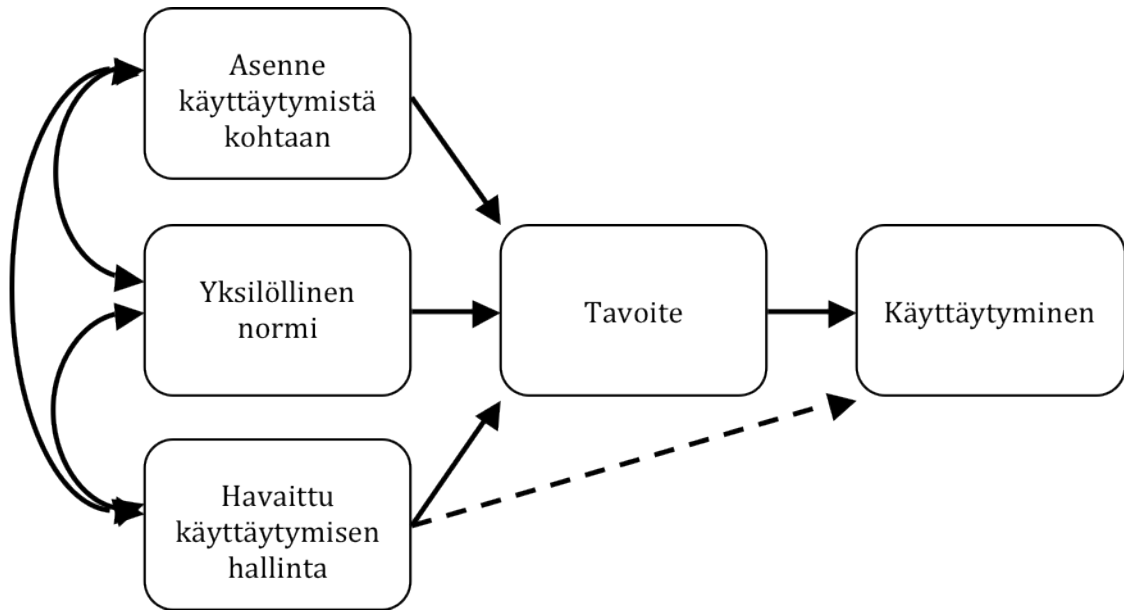 Asenne
käyttäytymistä
kohtaan
Yksilöllinen
normi
Tavoite
Käyttäytyminen
Havaittu
käyttäytymisen
hallinta